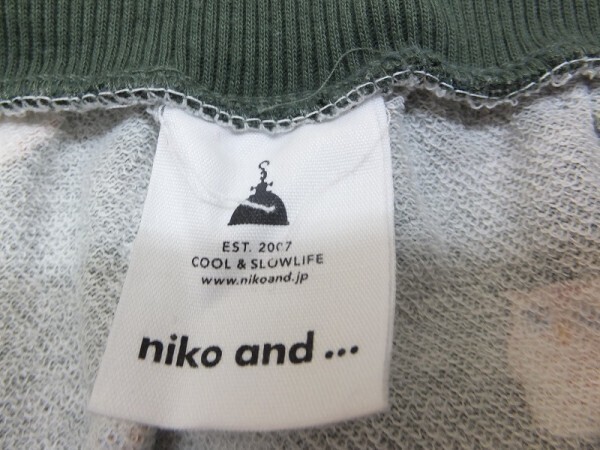 EST. 2007
COOL & SLOWLIFE
www.nikoand.jp
niko and ...